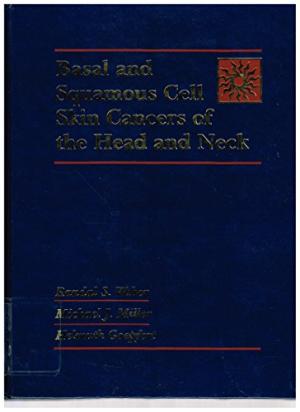 Basal and
Squamous Cell
Skin Cancers of
the Head and Neck
Randal S. Weber
Michael J. Miller
Helmuth Goepfert